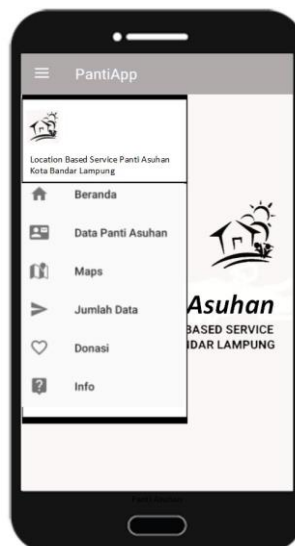 PantiApp
Location Based Service Panti Asuhan
Kota Bandar Lampung
Beranda
Data Panti Asuhan
Maps
Jumlah Data
Donasi
Info
Asuhan
BASED SERVICE
DAR LAMPUNG